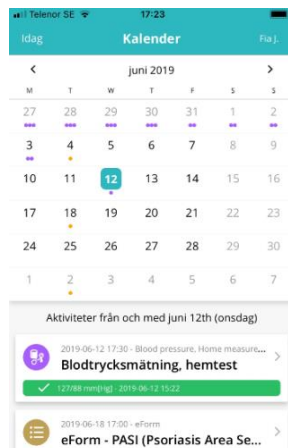 Telenor SE 17:23
Idag Kalender Fia J.
< juni 2019 >
M T W T F S S
27 28 29 30 31 1 2
3 4 5 6 7 8 9
10 11 12 13 14 15 16
17 18 19 20 21 22 23
24 25 26 27 28 29 30
1 2 3 4 5 6 7
Aktiviteter från och med juni 12th (onsdag)
2019-06-12 17:30 - Blood pressure, Home measure...
Blodtrycksmätning, hemtest
127/88 mm[Hg] - 2019-06-12 15:22
2019-06-18 17:00 - eForm
eForm - PASI (Psoriasis Area Se...